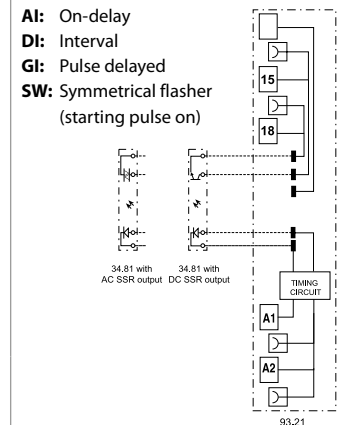 AI: On-delay
DI: Interval
GI: Pulse delayed
SW: Symmetrical flasher
(starting pulse on)
15
18
34.81 with
AC SSR output
34.81 with
DC SSR output
TIMING
CIRCUIT
A1
A2
93.21